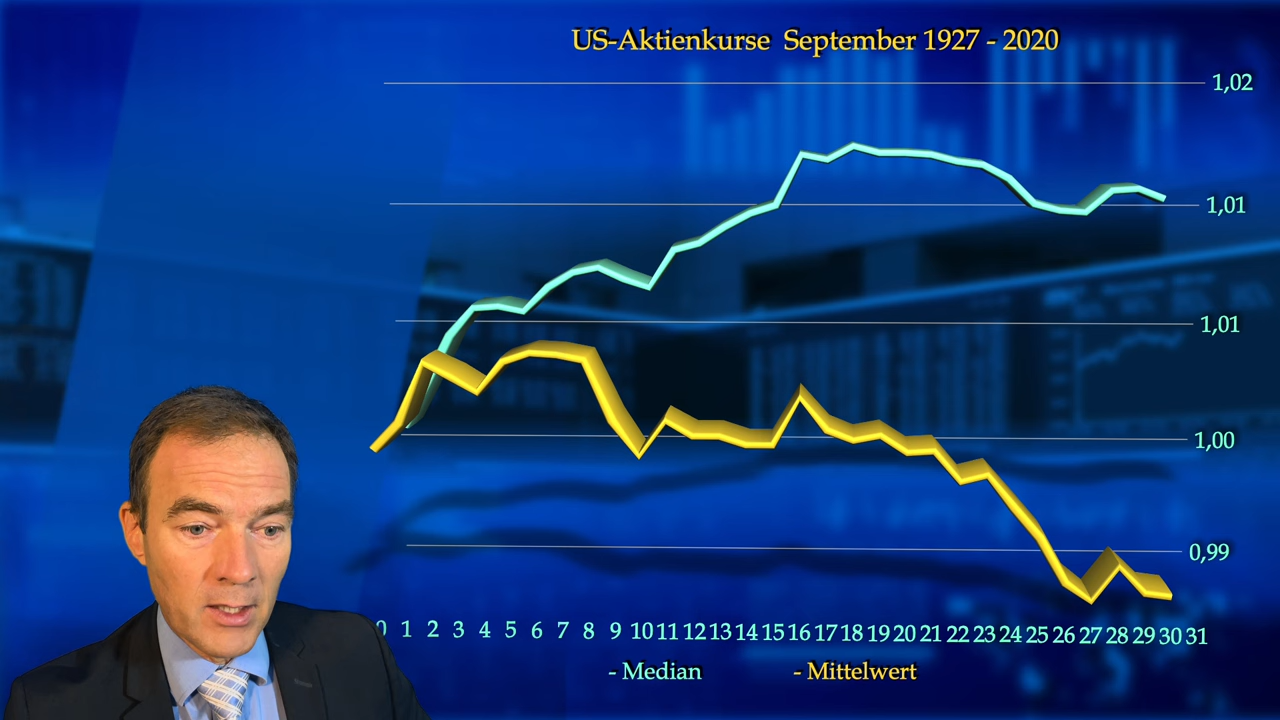 US-Aktienkurse September 1927 - 2020
1,02
1,01
1,01
1,00
0,99
0 1 2 3 4 5 6 7 8 9 10 11 12 13 14 15 16 17 18 19 20 21 22 23 24 25 26 27 28 29 30 31
- Median - Mittelwert